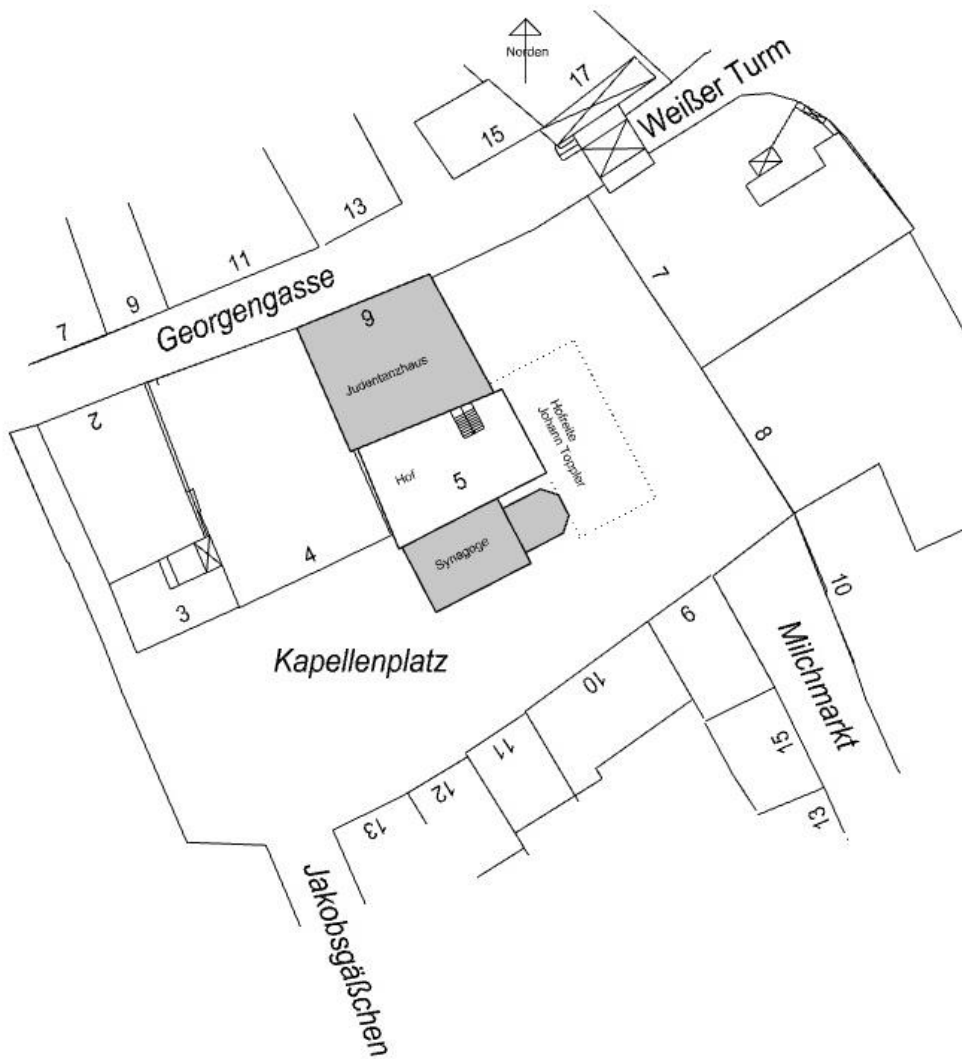 Norden
17
Weißer Turm
15
13
11
9
7
Georgengasse
6
Judentanzhaus
2
7
Hofreite
Johann Toppler
Hof
5
8
Synagoge
4
3
10
9
Milchmarkt
Kapellenplatz
10
11
15
12
13
13
Jakobsgäßchen